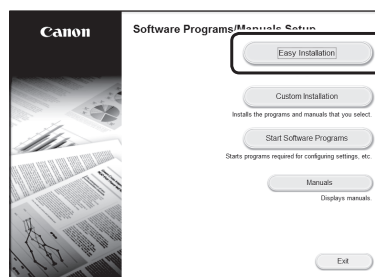 Canon
Software Programs/Manuals Setup
Easy Installation
Custom Installation
Installs the programs and manuals that you select.
Start Software Programs
Starts programs required for configuring settings, etc.
Manuals
Displays manuals.
Exit